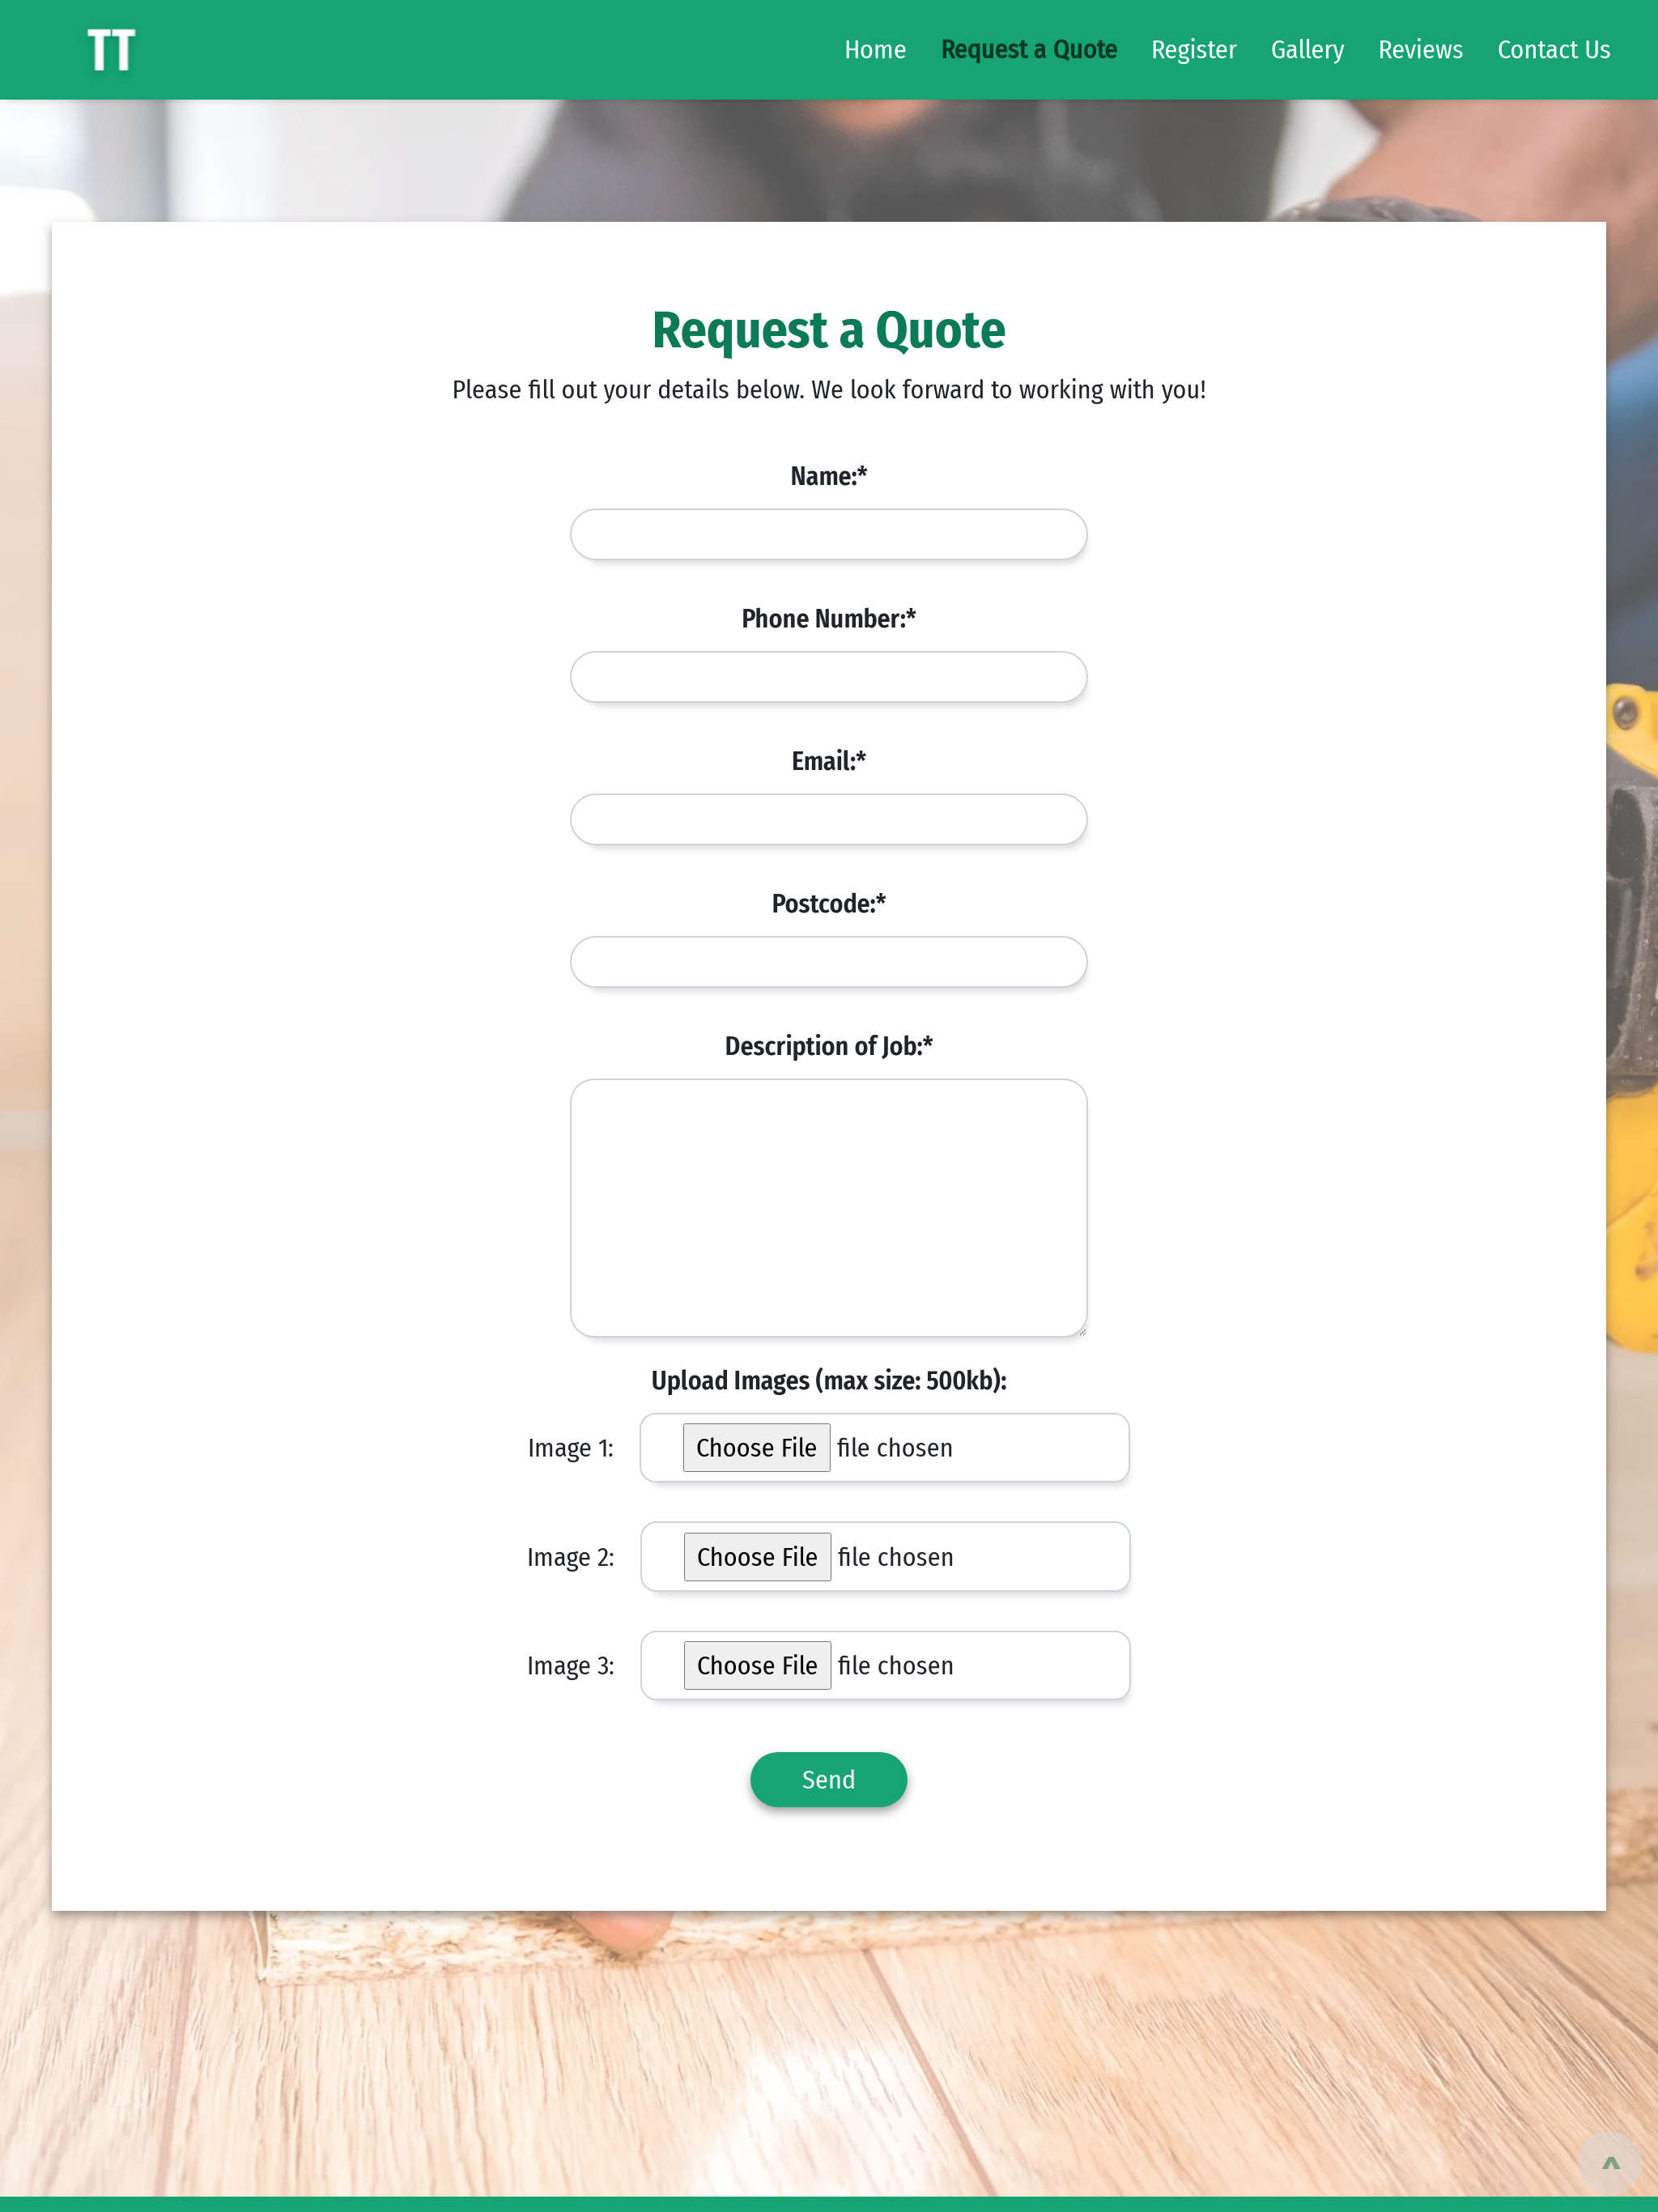 TT
Home Request a Quote Register Gallery Reviews Contact Us
Request a Quote
Please fill out your details below. We look forward to working with you!
Name:*
Phone Number:*
Email:*
Postcode:*
Description of Job:*
Upload Images (max size: 500kb):
Image 1: Choose File file chosen
Image 2: Choose File file chosen
Image 3: Choose File file chosen
Send
^